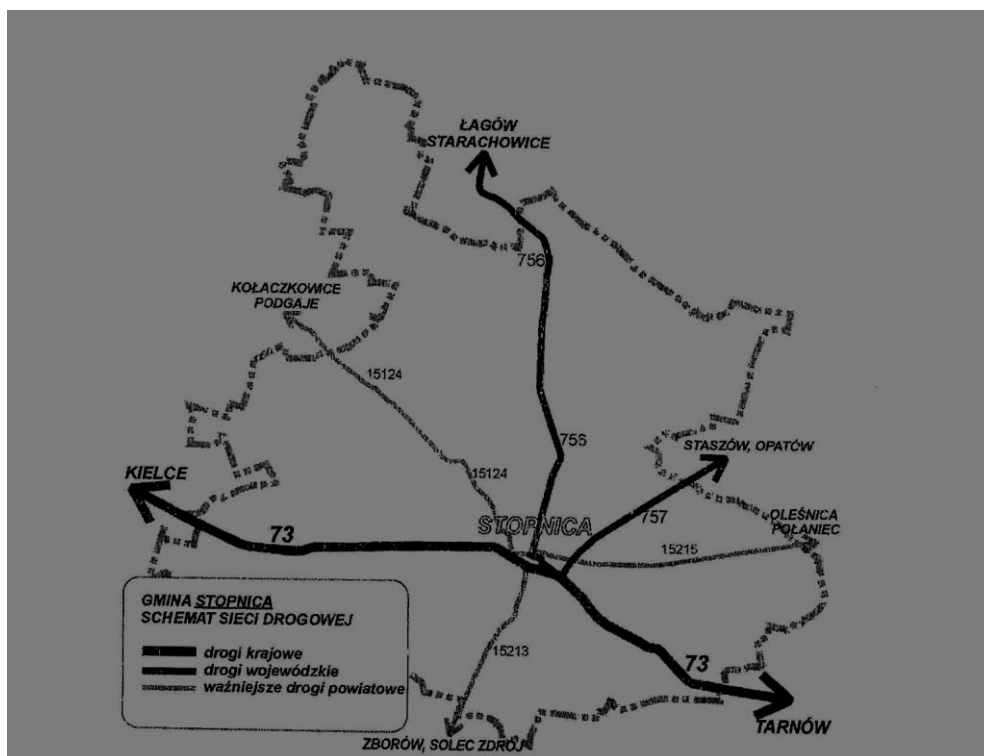 ŁAGÓW
STARACHOWICE
756
KOŁACZKOWICE
PODGAJE
15124
756
STASZÓW, OPATÓW
KIELCE
15124
STOPNICA
757
OLEŚNICA
POŁANIEC
73
15215
GMINA STOPNICA
SCHEMAT SIECI DROGOWEJ
drogi krajowe
drogi wojewódzkie
ważniejsze drogi powiatowe
15213
73
TARNÓW
ZBORÓW, SOLEC ZDRÓJ